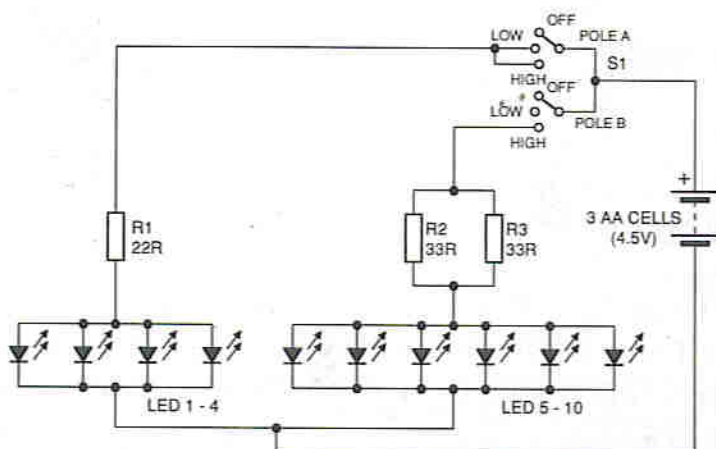 OFF
LOW
POLE A
S1
HIGH
OFF
LOW
POLE B
HIGH
+
R1
22R
R2
33R
R3
33R
3 AA CELLS
(4.5V)
LED 1 - 4
LED 5 - 10